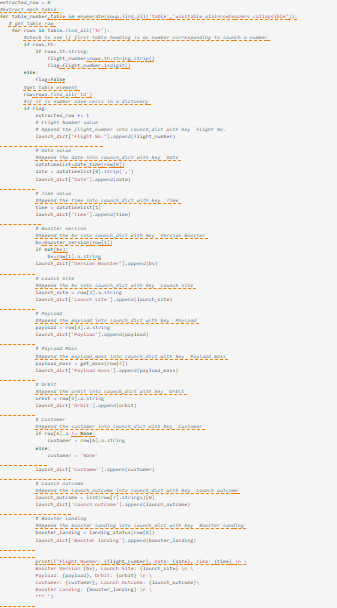 extracted_row = 0
#Extract each table
for table_number,table in enumerate(soup.find_all('table',"wikitable plainrowheaders collapsible")):
# get table row
for rows in table.find_all("tr"):
#check to see if first table heading is as number corresponding to launch a number
if rows.th:
if rows.th.string:
flight_number=rows.th.string.strip()
flag=flight_number.isdigit()
else:
flag=False
#get table element
row=rows.find_all('td')
#if it is number save cells in a dictonary
if flag:
extracted_row += 1
# Flight Number value
# Append the flight_number into launch_dict with key `Flight No.`
launch_dict["Flight No."].append(flight_number)
# Date value
#Append the date into launch_dict with key `Date`
datatimelist=date_time(row[0])
date = datatimelist[0].strip(',')
launch_dict["Date"].append(date)
# Time value
#Append the time into launch_dict with key `Time`
time = datatimelist[1]
launch_dict["Time"].append(time)
# Booster version
#Append the bv into launch_dict with key `Version Booster`
bv=booster_version(row[1])
if not(bv):
bv=row[1].a.string
launch_dict["Version Booster"].append(bv)
# Launch Site
#Append the bv into launch_dict with key `Launch site`
launch_site = row[2].a.string
launch_dict['Launch site'].append(launch_site)
# Payload
#Append the payload into launch_dict with key `Payload`
payload = row[3].a.string
launch_dict['Payload'].append(payload)
# Payload Mass
#Append the payload_mass into launch_dict with key `Payload mass`
payload_mass = get_mass(row[4])
launch_dict['Payload mass'].append(payload_mass)
# Orbit
#Append the orbit into launch_dict with key `Orbit`
orbit = row[5].a.string
launch_dict['Orbit'].append(orbit)
# Customer
#Append the customer into launch_dict with key `Customer`
if row[6].a != None:
customer = row[6].a.string
else:
customer = 'None'
launch_dict['Customer'].append(customer)
# Launch outcome
#Append the launch_outcome into launch_dict with key `Launch outcome`
launch_outcome = list(row[7].strings)[0]
launch_dict['Launch outcome'].append(launch_outcome)
# Booster landing
#Append the booster_landing into launch_dict with key `Booster landing`
booster_landing = landing_status(row[8])
launch_dict['Booster landing'].append(booster_landing)
print(f"Flight Number: {flight_number}, Date: {date}, Time: {time} \n \
Booster Version {bv}, Launch Site: {launch_site} \n \
Payload: {payload}, Orbit: {orbit} \n \
Customer: {customer}, Launch Outcome: {launch_outcome}\
Booster Landing: {booster_landing} \n \
*** ")